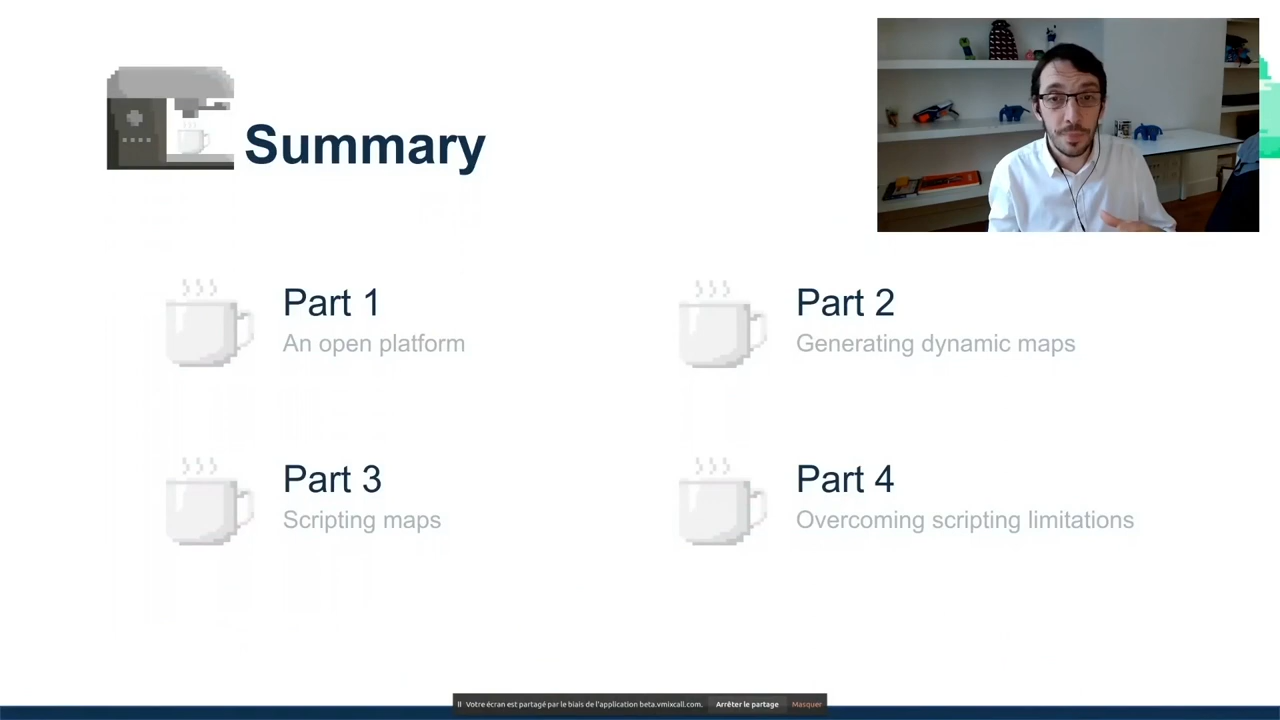 Summary
Part 1
An open platform
Part 2
Generating dynamic maps
Part 3
Scripting maps
Part 4
Overcoming scripting limitations
Votre écran est partagé par le biais de l'application beta.vmixcall.com. Arrêter le partage Masquer